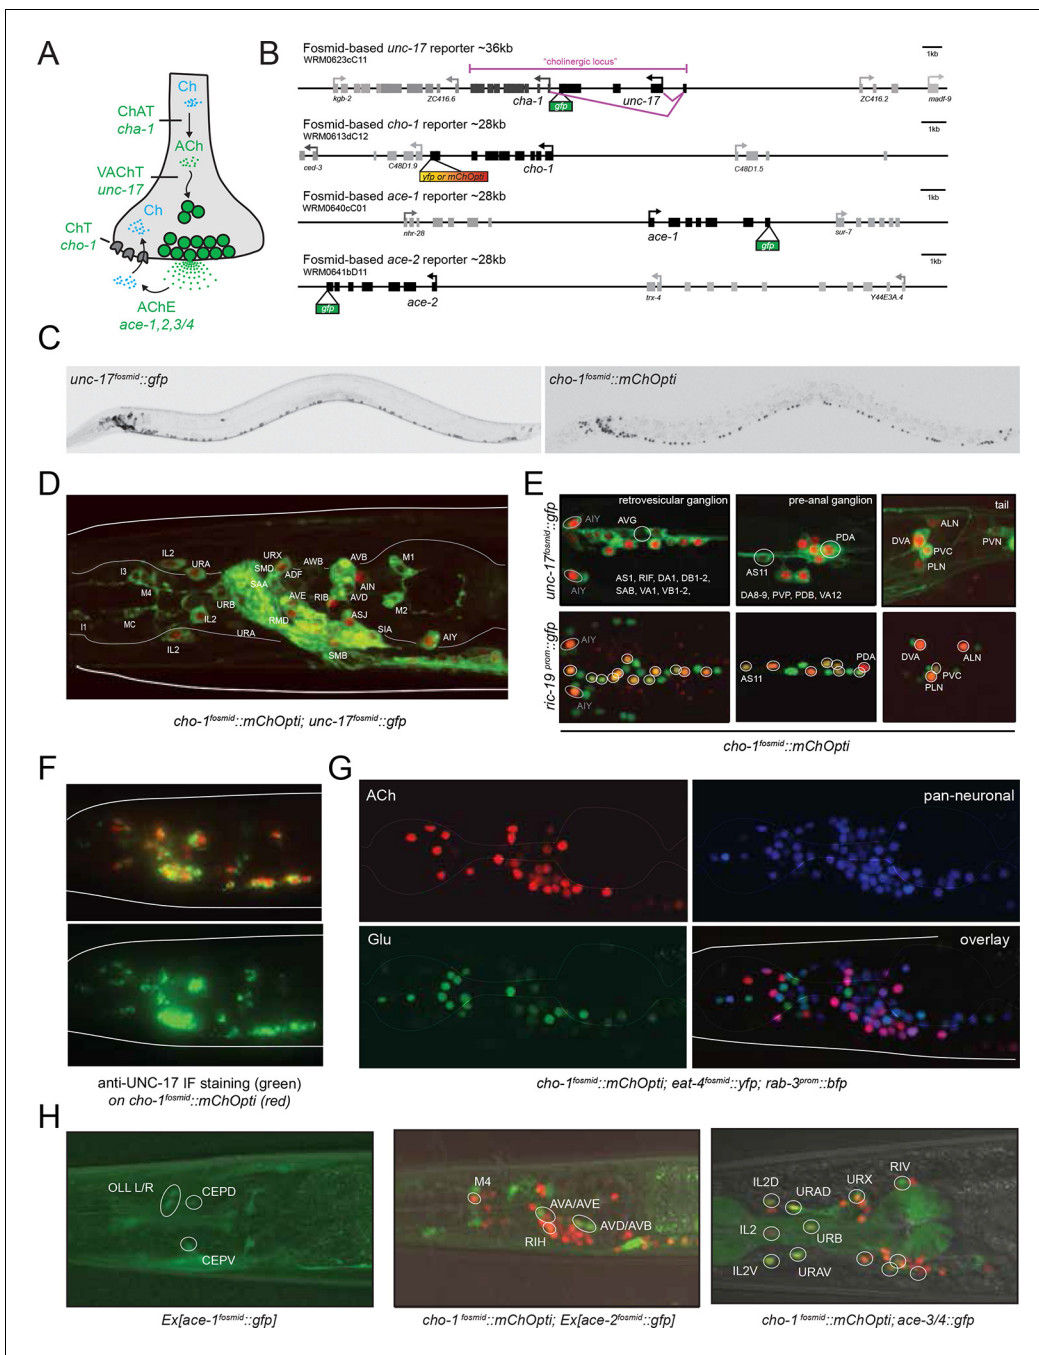 A
Ch
ChAT
cha-1
ACh
VAChT
unc-17
Ch
ChT
cho-1
AChE
ace-1,2,3/4
B
Fosmid-based unc-17 reporter ~36kb
WRM0623cC11
"cholinergic locus"
1kb
kgb-2
ZC416.6
cha-1
gfp
unc-17
ZC416.2
madf-9
Fosmid-based cho-1 reporter ~28kb
WRM0613dC12
1kb
ced-3
C48D1.9
yfp or mChOpti
cho-1
C48D1.5
Fosmid-based ace-1 reporter ~28kb
WRM0640cC01
1kb
nhr-28
ace-1
gfp
sur-7
Fosmid-based ace-2 reporter ~28kb
WRM0641bD11
1kb
gfp
ace-2
trx-4
Y44E3A.4
C
unc-17fosmid::gfp
cho-1fosmid::mChOpti
D
IL2
URA
URX
SMD
ADF
AWB
AVB
M1
I3
M4
SAA
AVE
RIB
AIN
AVD
URB
IL2
ASJ
M2
I1
MC
RMD
SIA
AIY
IL2
URA
SMB
cho-1fosmid::mChOpti; unc-17fosmid::gfp
E
unc-17fosmid::gfp
retrovesicular ganglion
AIY
AVG
AIY
AS1, RIF, DA1, DB1-2,
SAB, VA1, VB1-2,
pre-anal ganglion
PDA
AS11
DA8-9, PVP, PDB, VA12
tail
ALN
DVA
PVN
PVC
PLN
ric-19prom::gfp
AIY
AIY
PDA
AS11
DVA
ALN
PVC
PLN
cho-1fosmid::mChOpti
F
anti-UNC-17 IF staining (green)
on cho-1fosmid::mChOpti (red)
G
ACh
pan-neuronal
Glu
overlay
cho-1fosmid::mChOpti; eat-4fosmid::yfp; rab-3prom::bfp
H
OLL L/R
CEPD
CEPV
Ex[ace-1fosmid::gfp]
M4
AVA/AVE
AVD/AVB
RIH
cho-1fosmid::mChOpti; Ex[ace-2fosmid::gfp]
RIV
IL2D
URAD
URX
IL2
URB
IL2V
URAV
cho-1fosmid::mChOpti; ace-3/4::gfp